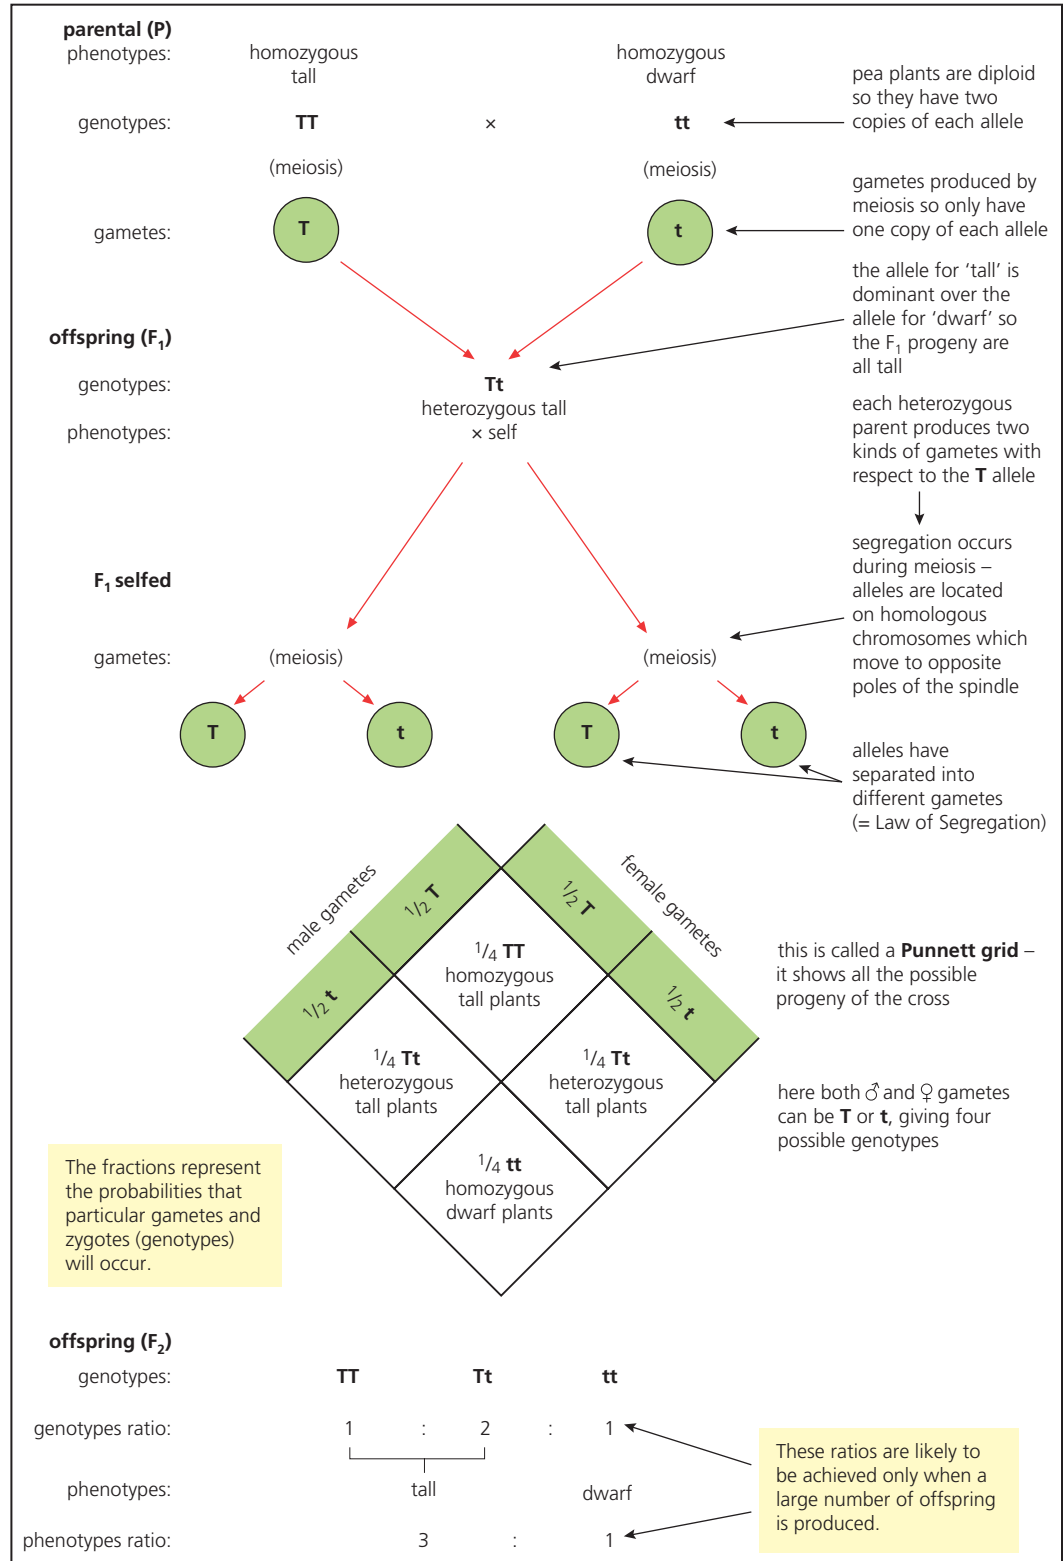 parental (P)
phenotypes:
homozygous
tall
homozygous
dwarf
pea plants are diploid
so they have two
copies of each allele
genotypes:
TT
×
tt
(meiosis)
(meiosis)
gametes produced by
meiosis so only have
one copy of each allele
gametes:
T
t
the allele for ‘tall’ is
dominant over the
allele for ‘dwarf’ so
the F₁ progeny are
all tall
offspring (F₁)
genotypes:
Tt
heterozygous tall
phenotypes:
× self
each heterozygous
parent produces two
kinds of gametes with
respect to the T allele
segregation occurs
during meiosis –
alleles are located
on homologous
chromosomes which
move to opposite
poles of the spindle
F₁ selfed
gametes:
(meiosis)
(meiosis)
T
t
T
t
alleles have
separated into
different gametes
(= Law of Segregation)
male gametes
female gametes
1/2 T
1/2 T
1/2 t
1/2 t
1/4 TT
homozygous
tall plants
1/4 Tt
heterozygous
tall plants
1/4 Tt
heterozygous
tall plants
1/4 tt
homozygous
dwarf plants
this is called a Punnett grid –
it shows all the possible
progeny of the cross
here both ♂ and ♀ gametes
can be T or t, giving four
possible genotypes
The fractions represent
the probabilities that
particular gametes and
zygotes (genotypes)
will occur.
offspring (F₂)
genotypes:
TT
Tt
tt
genotypes ratio:
1 : 2 : 1
phenotypes:
tall
dwarf
phenotypes ratio:
3 : 1
These ratios are likely to
be achieved only when a
large number of offspring
is produced.